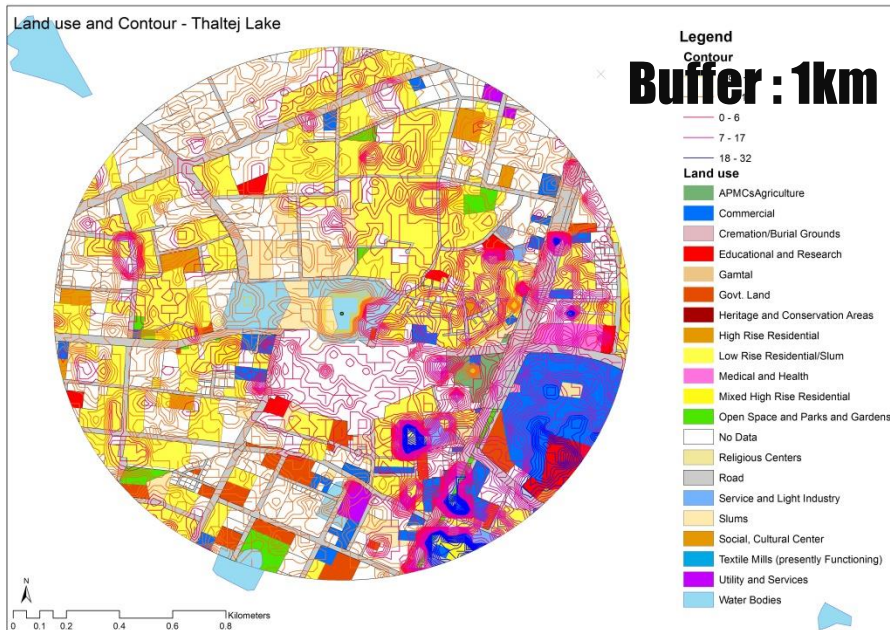 Land use and Contour - Thaltej Lake
Legend
Contour
Buffer : 1km
0 - 6
7 - 17
18 - 32
Land use
APMCsAgriculture
Commercial
Cremation/Burial Grounds
Educational and Research
Gamtal
Govt. Land
Heritage and Conservation Areas
High Rise Residential
Low Rise Residential/Slum
Medical and Health
Mixed High Rise Residential
Open Space and Parks and Gardens
No Data
Religious Centers
Road
Service and Light Industry
Slums
Social, Cultural Center
Textile Mills (presently Functioning)
Utility and Services
Water Bodies
N
Kilometers
0 0.1 0.2 0.4 0.6 0.8